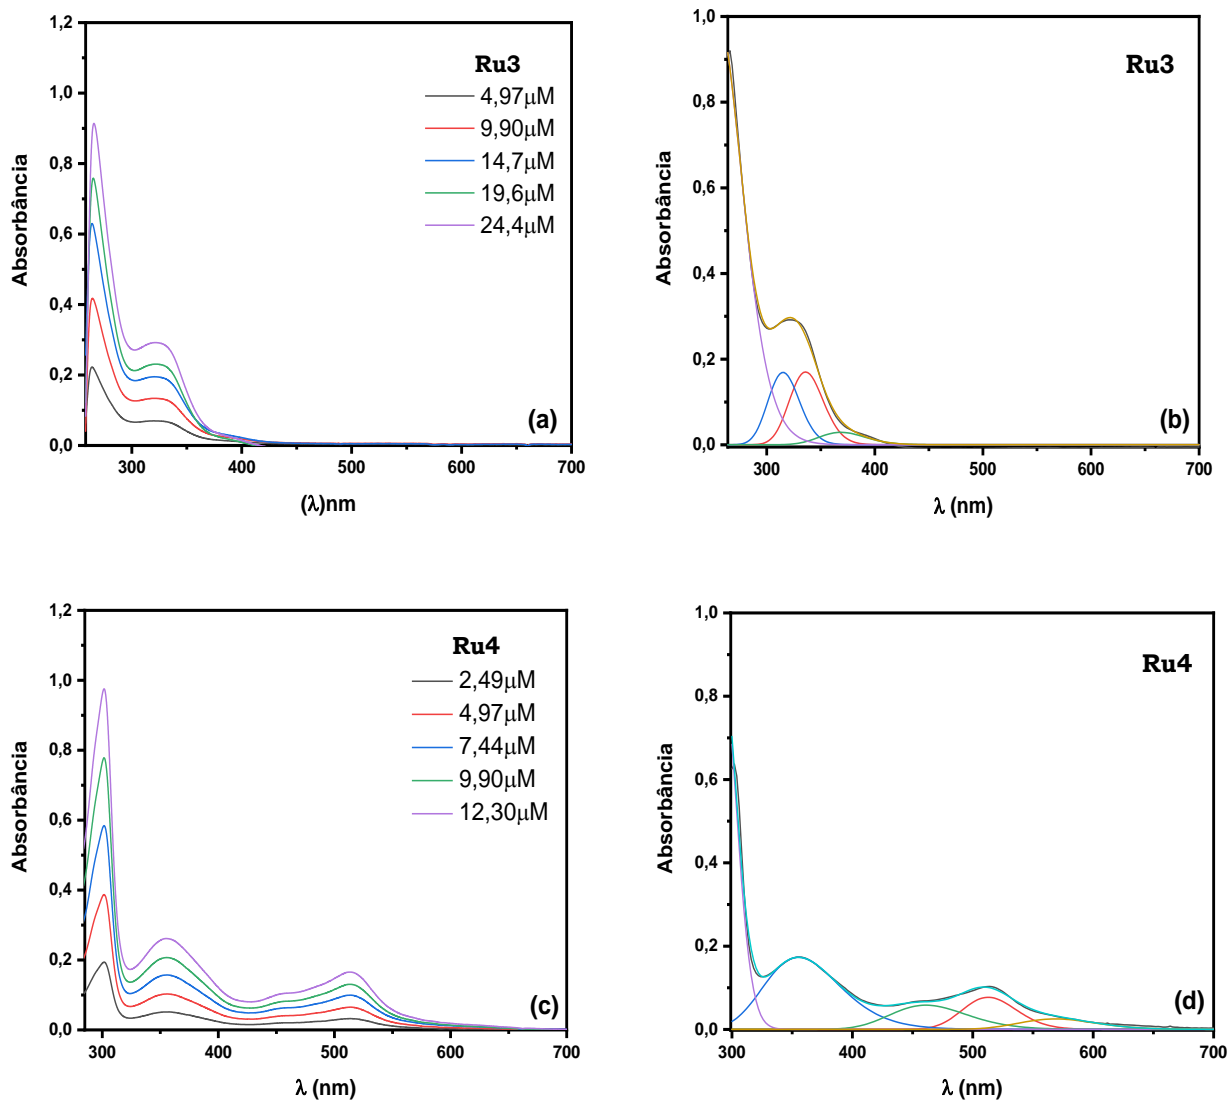 1,2
1,0
0,8
0,6
0,4
0,2
0,0
Absorbância
Ru3
4,97μM
9,90μM
14,7μM
19,6μM
24,4μM
(a)
300 400 500 600 700
(λ)nm
1,0
0,8
0,6
0,4
0,2
0,0
Absorbância
Ru3
(b)
300 400 500 600 700
λ (nm)
1,2
1,0
0,8
0,6
0,4
0,2
0,0
Absorbância
Ru4
2,49μM
4,97μM
7,44μM
9,90μM
12,30μM
(c)
300 400 500 600 700
λ (nm)
1,0
0,8
0,6
0,4
0,2
0,0
Absorbância
Ru4
(d)
300 400 500 600 700
λ (nm)